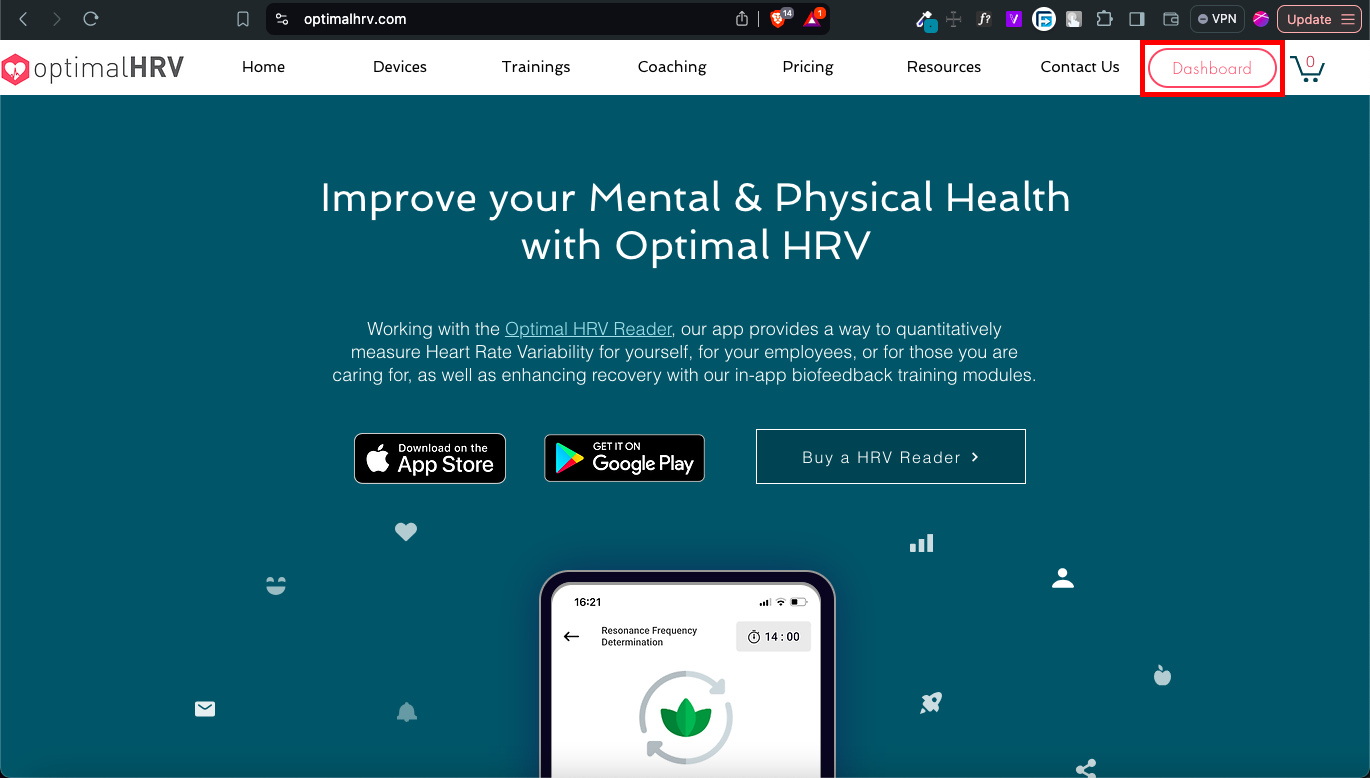 optimalhrv.com
14
1
f?
V
VPN
Update
optimalHRV
Home
Devices
Trainings
Coaching
Pricing
Resources
Contact Us
Dashboard
0
Improve your Mental & Physical Health
with Optimal HRV
Working with the Optimal HRV Reader, our app provides a way to quantitatively
measure Heart Rate Variability for yourself, for your employees, or for those you are
caring for, as well as enhancing recovery with our in-app biofeedback training modules.
Download on the
App Store
GET IT ON
Google Play
Buy a HRV Reader
16:21
Resonance Frequency
Determination
14 : 00